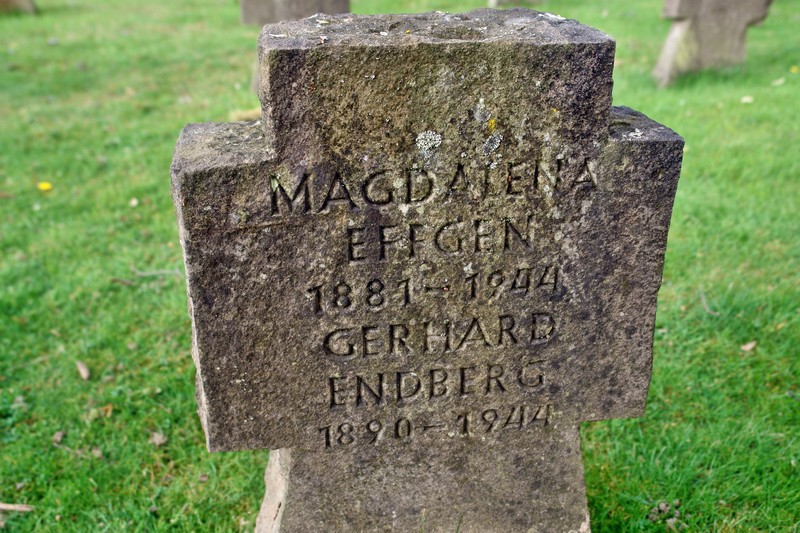 MAGDALENA
EFFGEN
1881 - 1944
GERHARD
ENDBERG
1890 - 1944